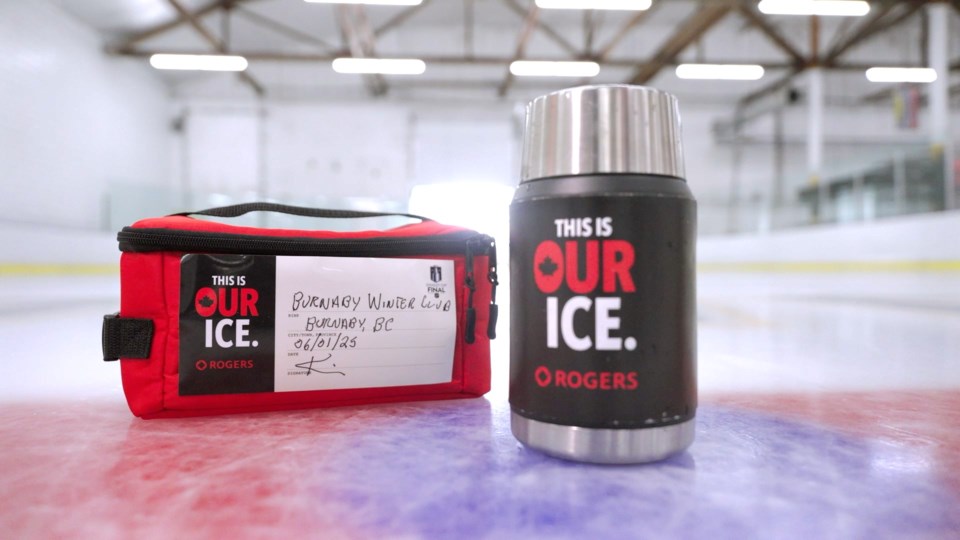 THIS IS
OUR
ICE.
ROGERS
FINAL
BURNABY WINTER CLUB
BURNABY, BC
06/01/25
DATE
THIS IS
OUR
ICE.
ROGERS